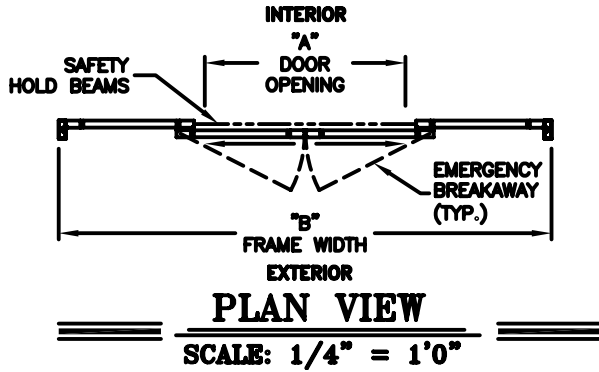 INTERIOR
"A"
DOOR
OPENING
SAFETY
HOLD BEAMS
EMERGENCY
BREAKAWAY
(TYP.)
"B"
FRAME WIDTH
EXTERIOR
PLAN VIEW
SCALE: 1/4" = 1'0"